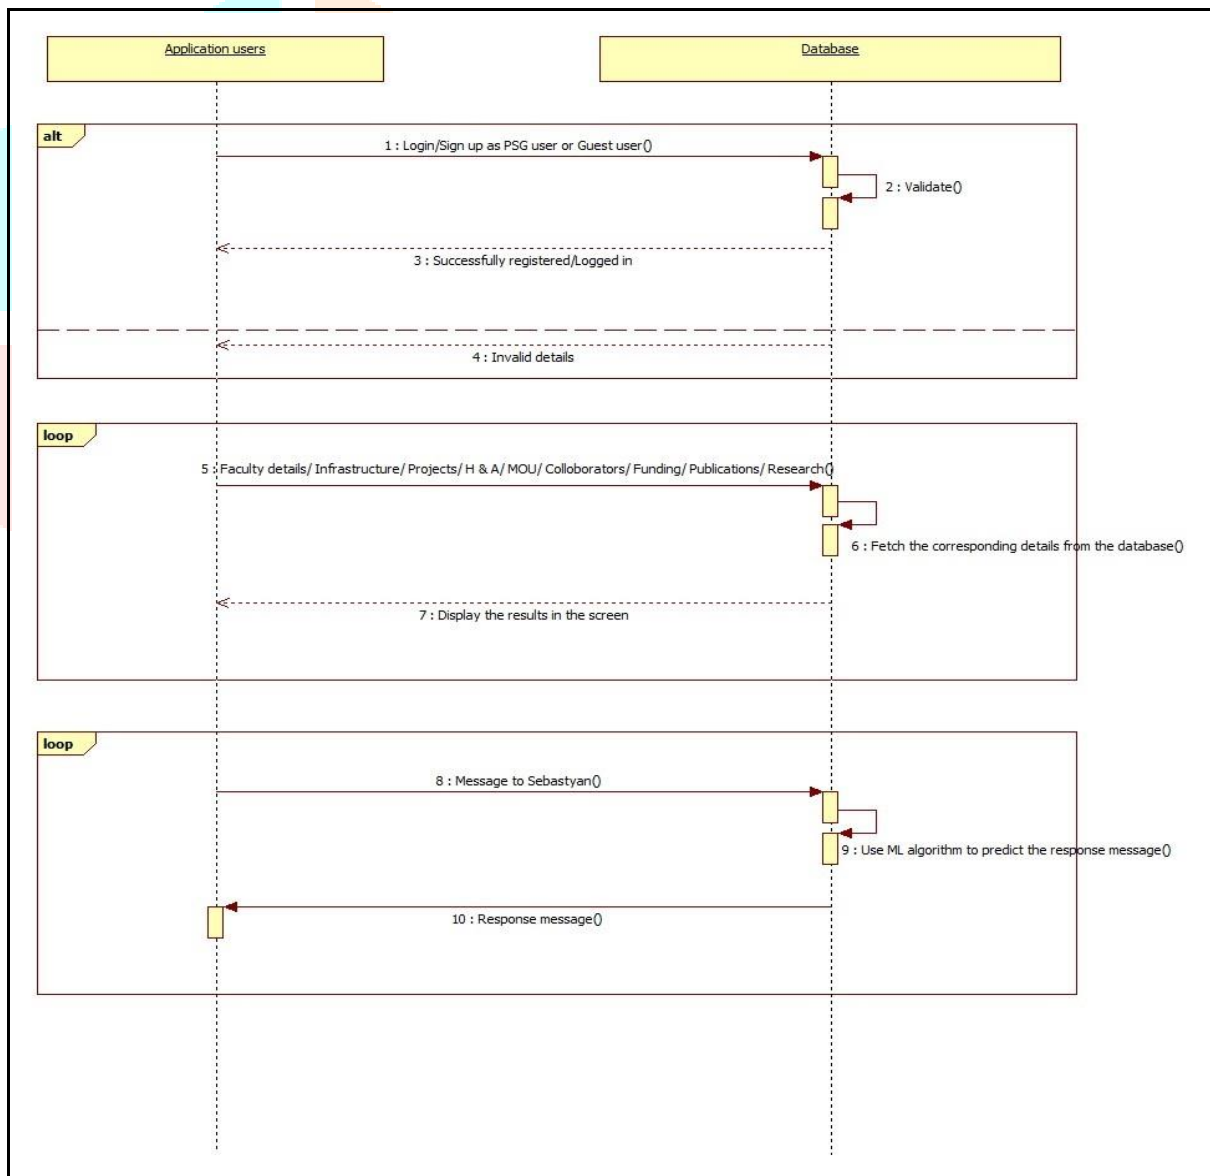 Application users
Database
alt
1 : Login/Sign up as PSG user or Guest user()
2 : Validate()
3 : Successfully registered/Logged in
4 : Invalid details
loop
5 : Faculty details/ Infrastructure/ Projects/ H & A/ MOU/ Colloborators/ Funding/ Publications/ Research()
6 : Fetch the corresponding details from the database()
7 : Display the results in the screen
loop
8 : Message to Sebastyan()
9 : Use ML algorithm to predict the response message()
10 : Response message()